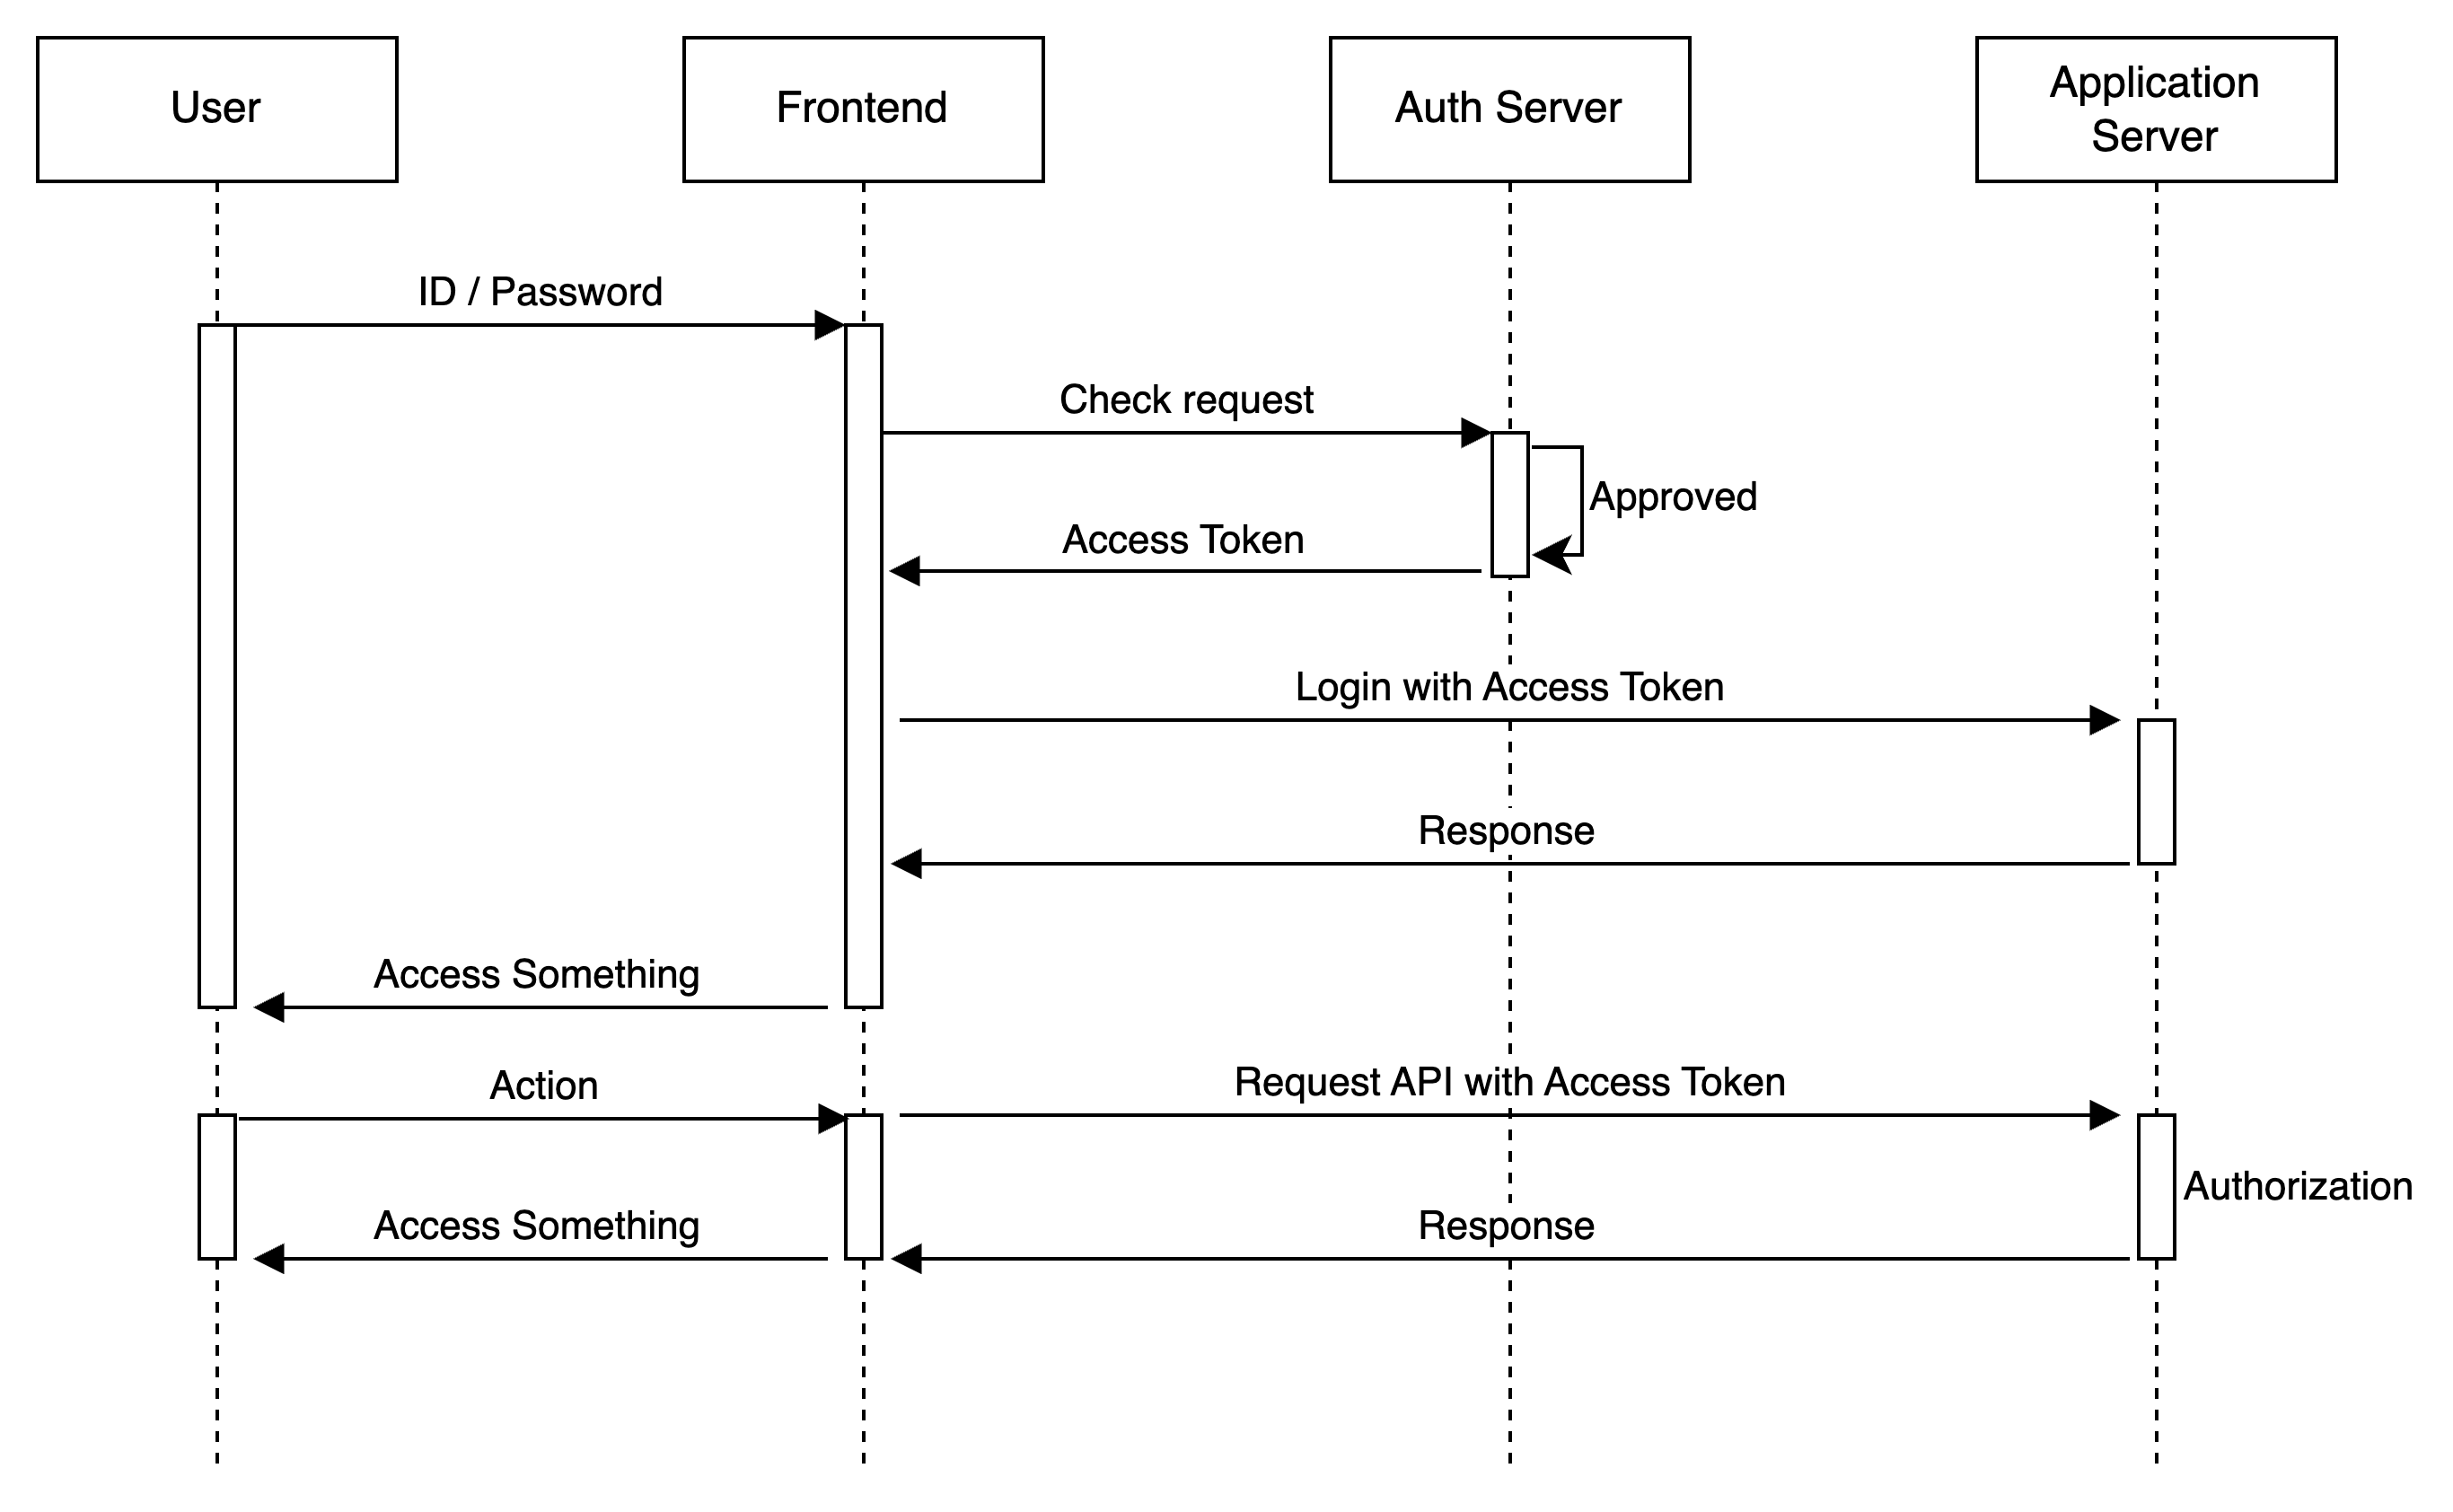 User
Frontend
Auth Server
Application
Server
ID / Password
Check request
Approved
Access Token
Login with Access Token
Response
Access Something
Action
Request API with Access Token
Authorization
Access Something
Response